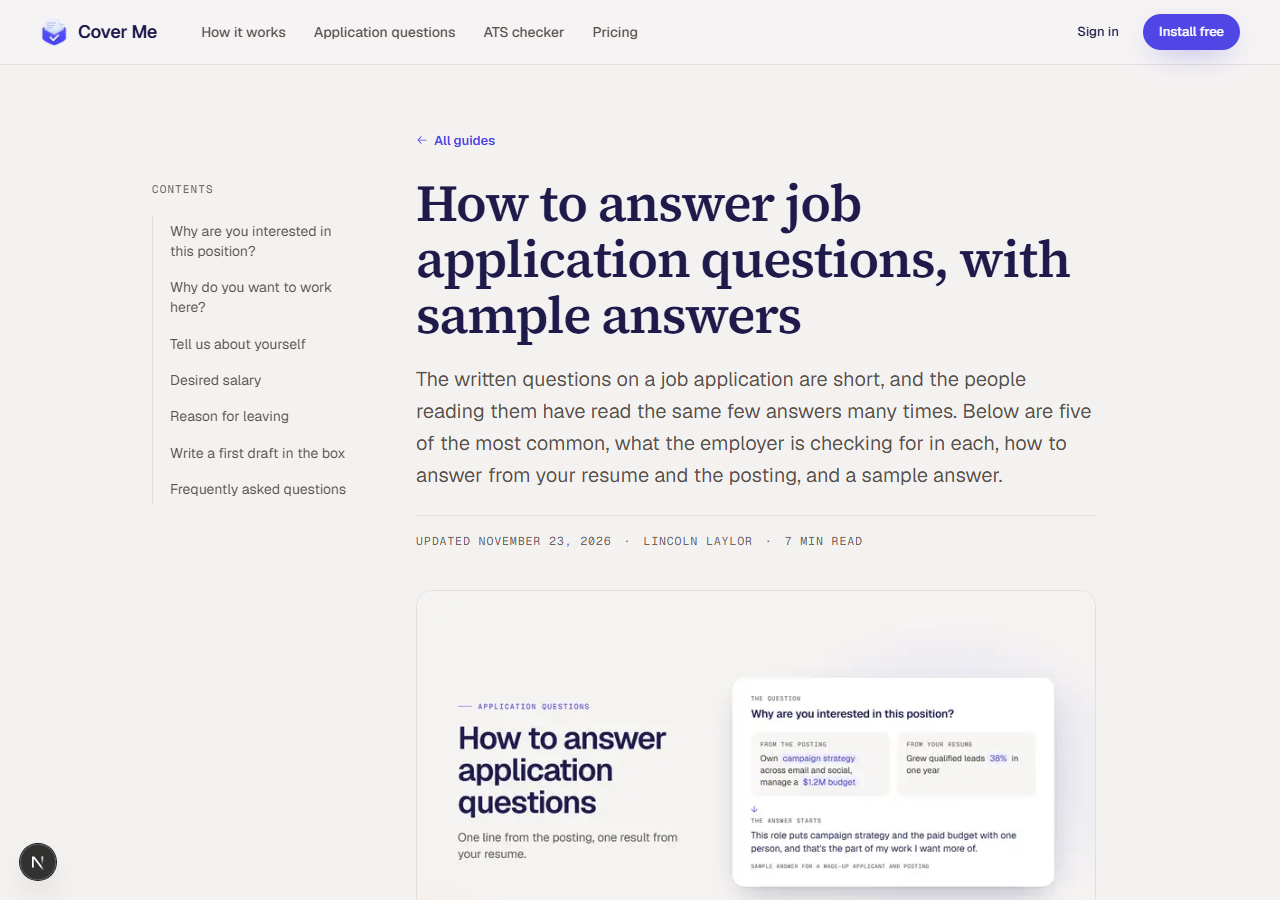 Cover Me
How it works
Application questions
ATS checker
Pricing
Sign in
Install free
← All guides
CONTENTS
Why are you interested in
this position?
Why do you want to work
here?
Tell us about yourself
Desired salary
Reason for leaving
Write a first draft in the box
Frequently asked questions
How to answer job
application questions, with
sample answers
The written questions on a job application are short, and the people
reading them have read the same few answers many times. Below are five
of the most common, what the employer is checking for in each, how to
answer from your resume and the posting, and a sample answer.
UPDATED NOVEMBER 23, 2026 · LINCOLN LAYLOR · 7 MIN READ
APPLICATION QUESTIONS
How to answer
application
questions
One line from the posting, one result from
your resume.
THE QUESTION
Why are you interested in this position?
FROM THE POSTING
Own campaign strategy
across email and social,
manage a $1.2M budget
FROM YOUR RESUME
Grew qualified leads 38% in
one year
↓
THE ANSWER STARTS
This role puts campaign strategy and the paid budget with one
person, and that's the part of my work I want more of.
SAMPLE ANSWER FOR A MADE-UP APPLICANT AND POSTING
N